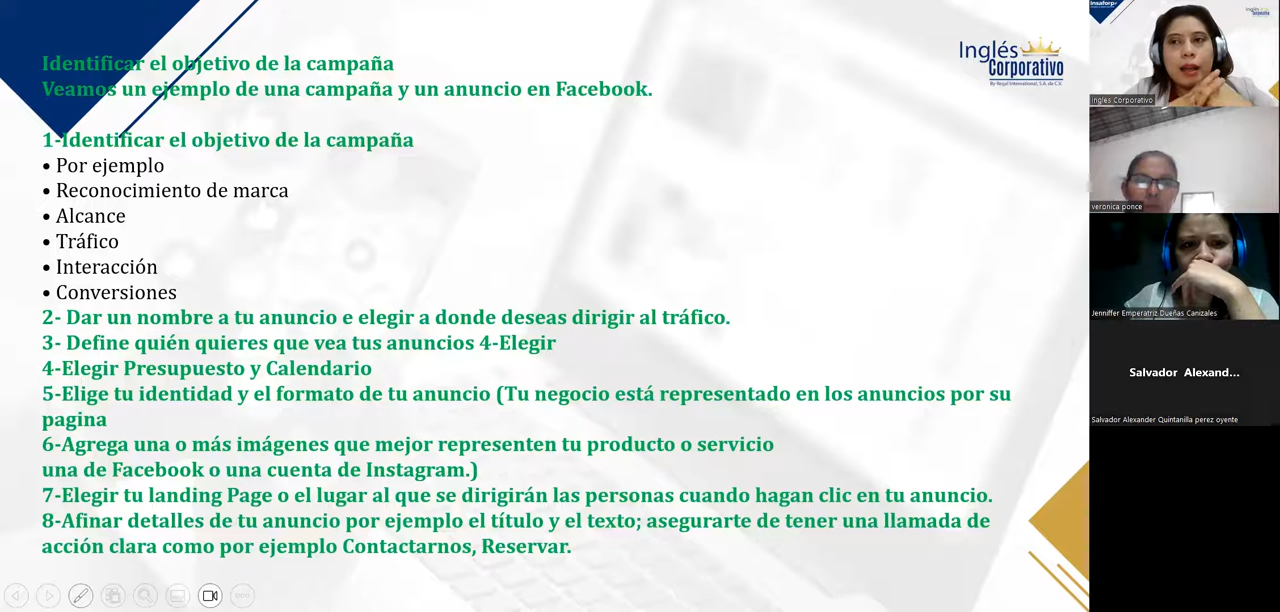 Identificar el objetivo de la campaña
Veamos un ejemplo de una campaña y un anuncio en Facebook.
1-Identificar el objetivo de la campaña
• Por ejemplo
• Reconocimiento de marca
• Alcance
• Tráfico
• Interacción
• Conversiones
2- Dar un nombre a tu anuncio e elegir a donde deseas dirigir al tráfico.
3- Define quién quieres que vea tus anuncios 4-Elegir
4-Elegir Presupuesto y Calendario
5-Elige tu identidad y el formato de tu anuncio (Tu negocio está representado en los anuncios por su
pagina
6-Agrega una o más imágenes que mejor representen tu producto o servicio
una de Facebook o una cuenta de Instagram.)
7-Elegir tu landing Page o el lugar al que se dirigirán las personas cuando hagan clic en tu anuncio.
8-Afinar detalles de tu anuncio por ejemplo el título y el texto; asegurarte de tener una llamada de
acción clara como por ejemplo Contactarnos, Reservar.
Inglés
Corporativo
By Regal International, S.A. de C.V.
Insaforp
Ingles Corporativo
veronica ponce
Jenniffer Emperatriz Dueñas Canizales
Salvador Alexand...
Salvador Alexander Quintanilla perez oyente